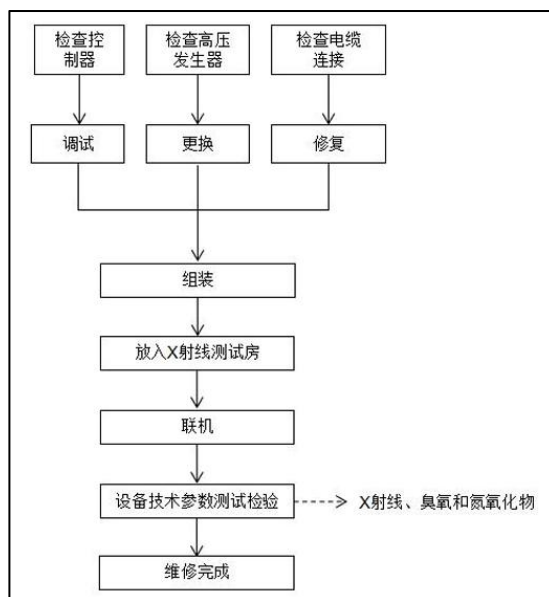 检查控
制器
检查高压
发生器
检查电缆
连接
调试
更换
修复
组装
放入X射线测试房
联机
设备技术参数测试检验
X射线、臭氧和氮氧化物
维修完成